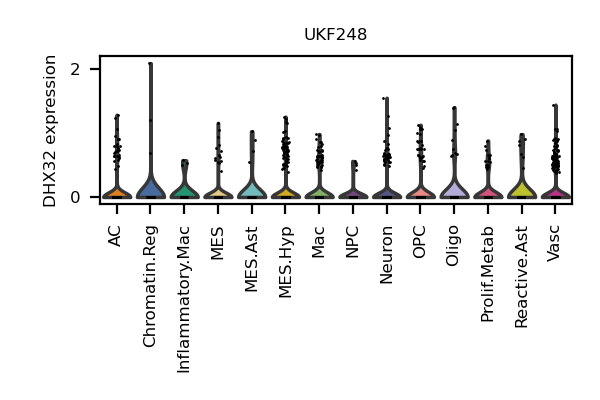 UKF248
DHX32 expression
2
0
AC
Chromatin.Reg
Inflammatory.Mac
MES
MES.Ast
MES.Hyp
Mac
NPC
Neuron
OPC
Oligo
Prolif.Metab
Reactive.Ast
Vasc